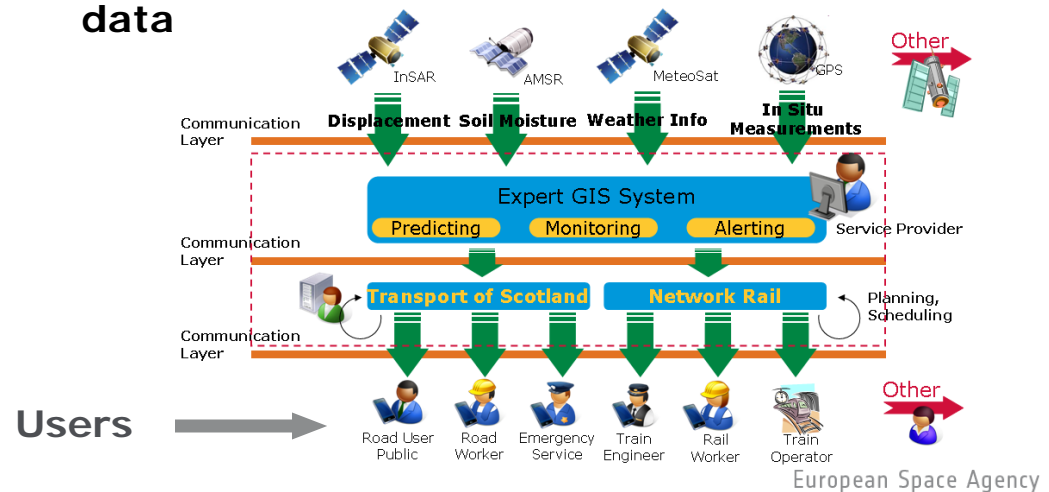 data
Other
InSAR
AMSR
MeteoSat
GPS
Communication
Layer
Displacement
Soil Moisture
Weather Info
In Situ
Measurements
Expert GIS System
Predicting
Monitoring
Alerting
Service Provider
Communication
Layer
Transport of Scotland
Network Rail
Planning,
Scheduling
Communication
Layer
Other
Users
Road User
Public
Road
Worker
Emergency
Service
Train
Engineer
Rail
Worker
Train
Operator
European Space Agency